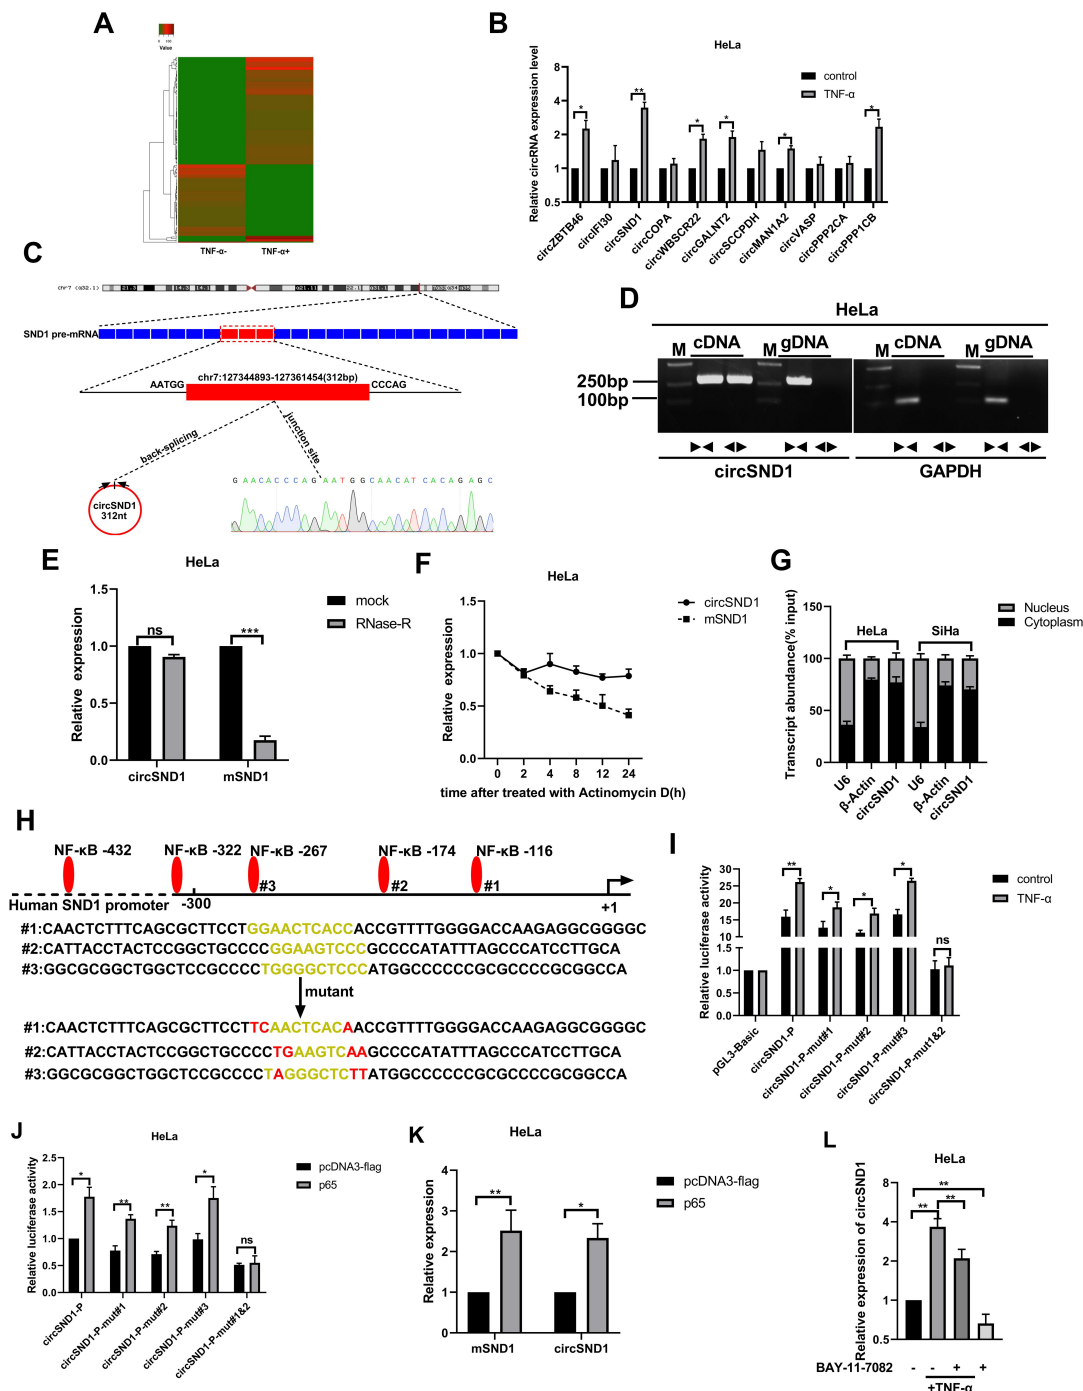 A
Value
TNF-α-
TNF-α+
B
HeLa
Relative circRNA expression level
8
4
2
1
0.5
control
TNF-α
*
**
*
*
*
*
circZBTB46
circIFI30
circSND1
circCOPA
circWBSCR22
circGALNT2
circSCCPDH
circMAN1A2
circVASP
circPPP2CA
circPPP1CB
C
chr7 (q32.1)
SND1 pre-mRNA
chr7:127344893-127361454(312bp)
AATGG
CCCAG
back-splicing
junction site
circSND1
312nt
G A A C A C C C A G A A T G G C A A C A T C A C A G A G C
D
HeLa
M cDNA M gDNA M cDNA M gDNA
250bp
100bp
circSND1
GAPDH
E
HeLa
Relative expression
1.5
1.0
0.5
0.0
ns
***
mock
RNase-R
circSND1
mSND1
F
HeLa
Relative expression
1.5
1.0
0.5
0.0
circSND1
mSND1
0 2 4 8 12 24
time after treated with Actinomycin D(h)
G
Transcript abundance(% input)
150
100
50
0
Nucleus
Cytoplasm
HeLa
SiHa
U6
β-Actin
circSND1
U6
β-Actin
circSND1
H
NF-κB -432
NF-κB -322
NF-κB -267
NF-κB -174
NF-κB -116
#3
#2
#1
Human SND1 promoter
-300
+1
#1:CAACTCTTTCAGCGCTTCCTGGAACTCACCACCGTTTTGGGGACCAAGAGGCGGGGC
#2:CATTACCTACTCCGGCTGCCCCGGAAGTCCCGCCCCATATTTAGCCCATCCTTGCA
#3:GGCGCGGCTGGCTCCGCCCCTGGGGCTCCCATGGCCCCCCGCGCCCCGCGGCCA
mutant
#1:CAACTCTTTCAGCGCTTCCTTCAACTCACAACCGTTTTGGGGACCAAGAGGCGGGGC
#2:CATTACCTACTCCGGCTGCCCCTGAAGTCAAGCCCCATATTTAGCCCATCCTTGCA
#3:GGCGCGGCTGGCTCCGCCCCTAGGGCTCTTATGGCCCCCCGCGCCCCGCGGCCA
I
Relative luciferase activity
30
25
20
15
10
1.5
1.0
0.5
0.0
control
TNF-α
**
*
*
*
ns
pGL3-Basic
circSND1-P
circSND1-P-mut#1
circSND1-P-mut#2
circSND1-P-mut#3
circSND1-P-mut1&2
J
HeLa
Relative luciferase activity
2.5
2.0
1.5
1.0
0.5
0.0
pcDNA3-flag
p65
*
**
**
*
ns
circSND1-P
circSND1-P-mut#1
circSND1-P-mut#2
circSND1-P-mut#3
circSND1-P-mut#1&2
K
HeLa
Relative expression
4
3
2
1
0
pcDNA3-flag
p65
**
*
mSND1
circSND1
L
HeLa
Relative expression of circSND1
8
4
2
1
0.5
**
**
**
BAY-11-7082 - - + +
+TNF-α